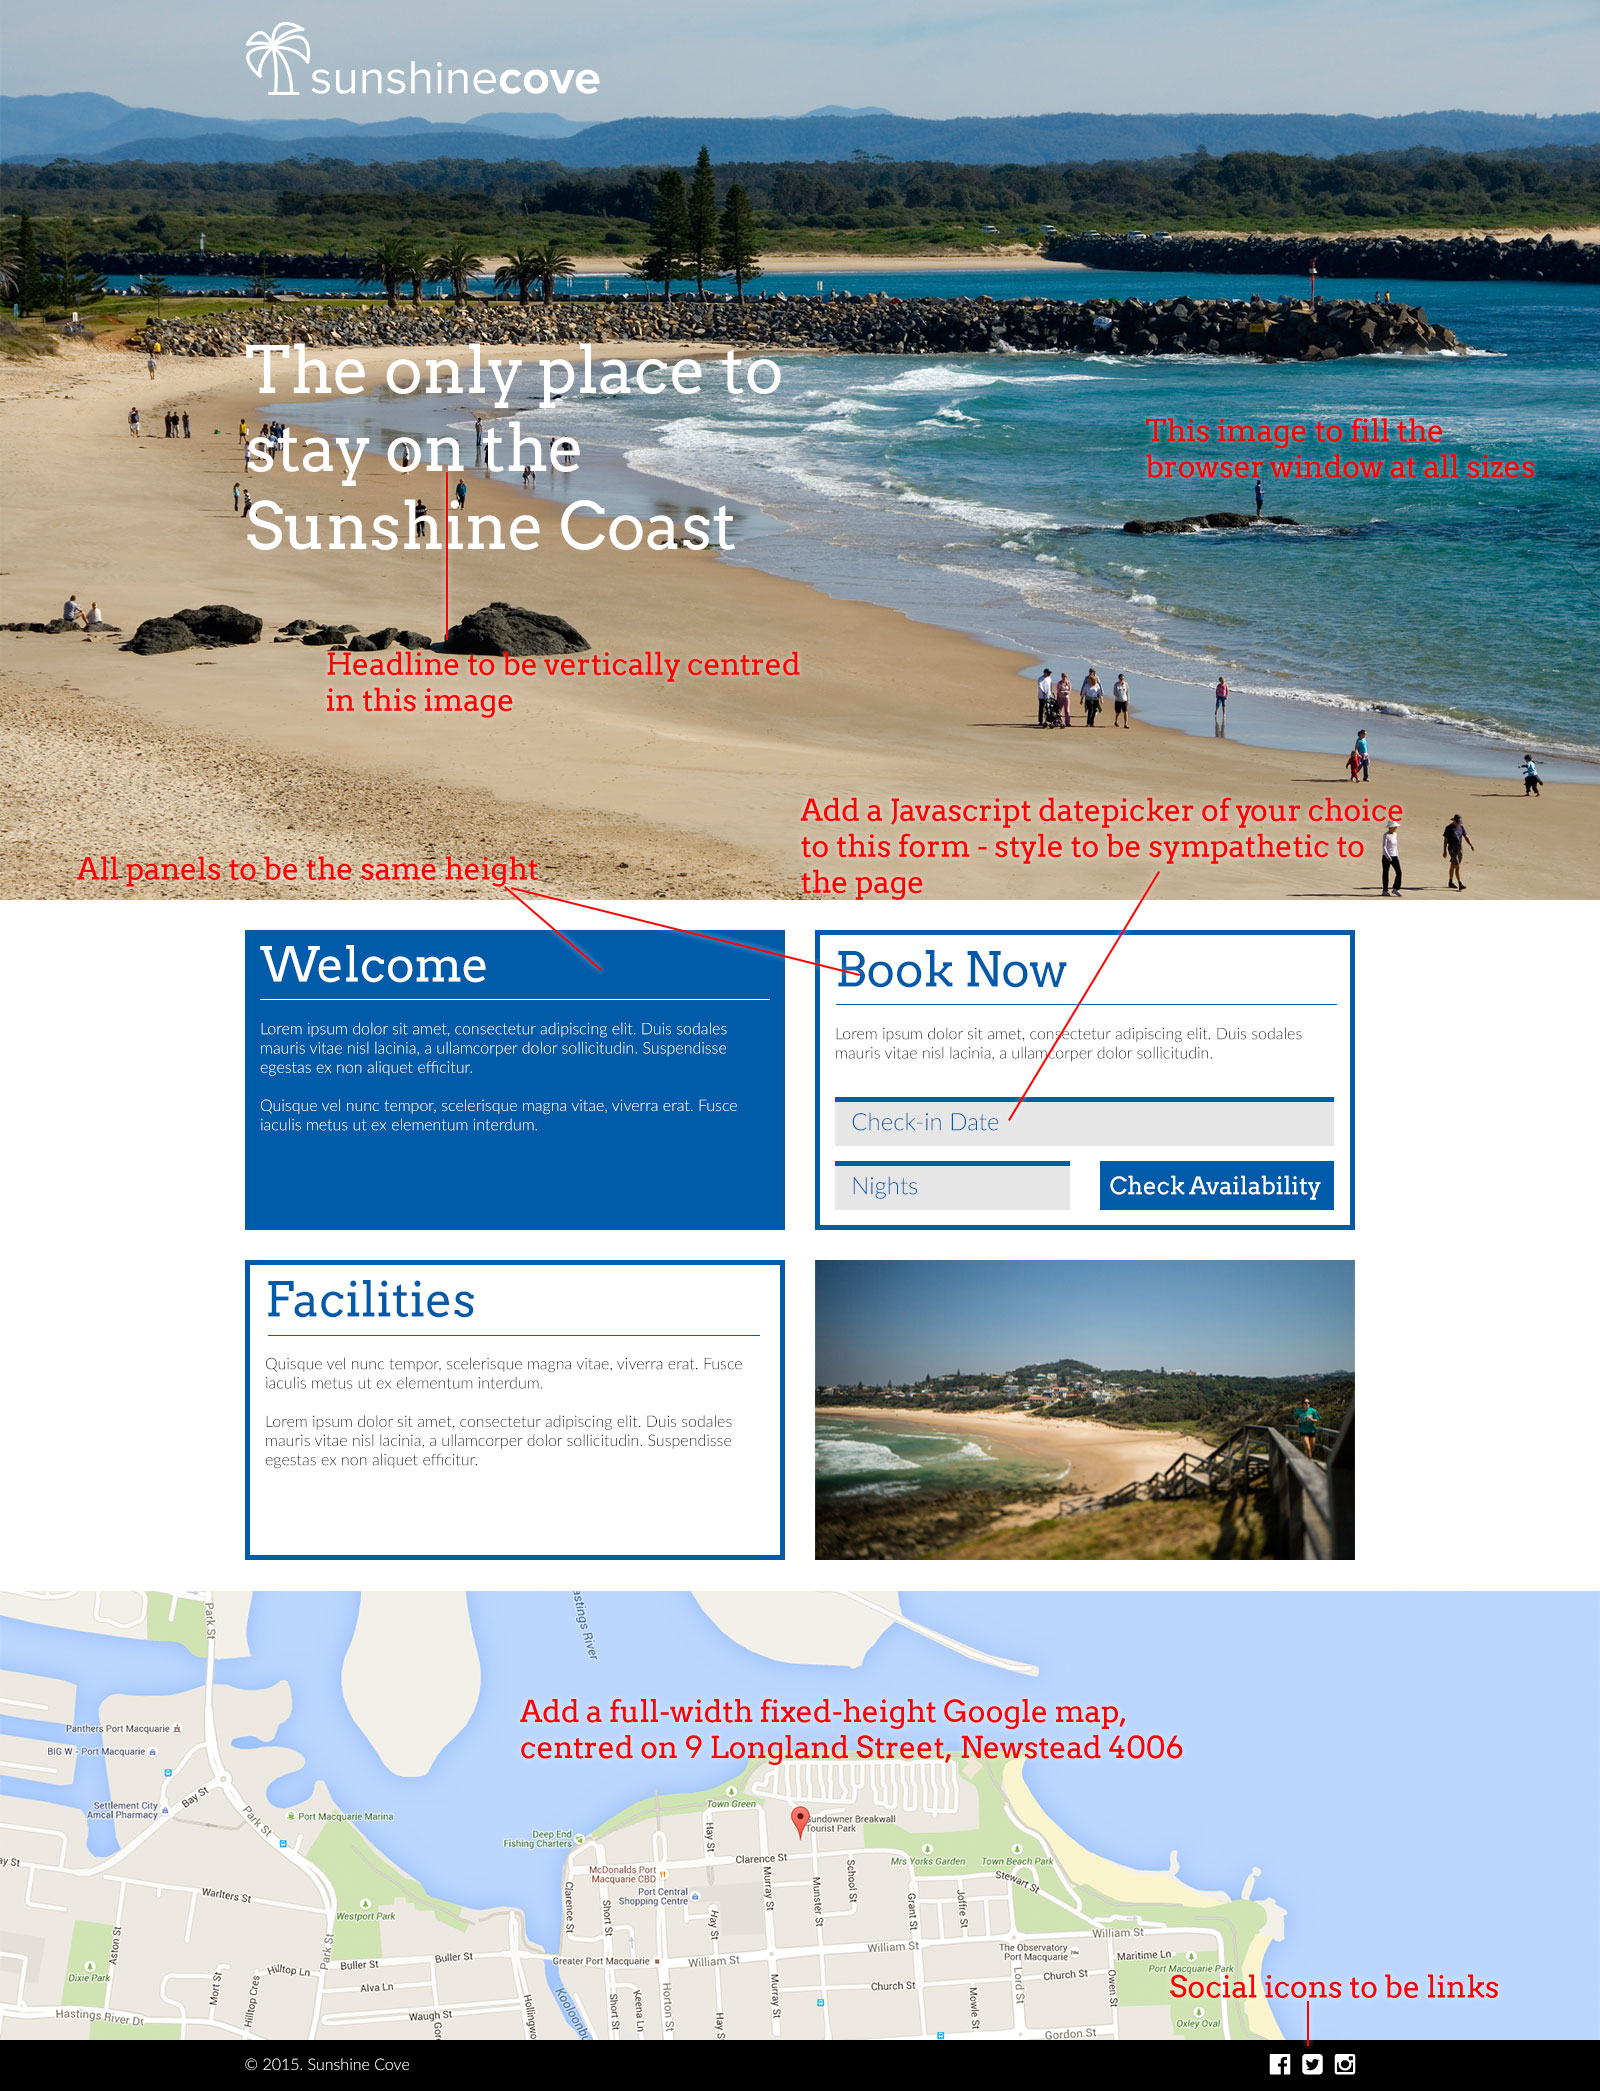 sunshinecove
The only place to
stay on the
Sunshine Coast
This image to fill the
browser window at all sizes
Headline to be vertically centred
in this image
Add a Javascript datepicker of your choice
to this form - style to be sympathetic to
the page
All panels to be the same height
Welcome
Lorem ipsum dolor sit amet, consectetur adipiscing elit. Duis sodales
mauris vitae nisl lacinia, a ullamcorper dolor sollicitudin. Suspendisse
egestas ex non aliquet efficitur.
Quisque vel nunc tempor, scelerisque magna vitae, viverra erat. Fusce
iaculis metus ut ex elementum interdum.
Book Now
Lorem ipsum dolor sit amet, consectetur adipiscing elit. Duis sodales
mauris vitae nisl lacinia, a ullamcorper dolor sollicitudin.
Check-in Date
Nights
Check Availability
Facilities
Quisque vel nunc tempor, scelerisque magna vitae, viverra erat. Fusce
iaculis metus ut ex elementum interdum.
Lorem ipsum dolor sit amet, consectetur adipiscing elit. Duis sodales
mauris vitae nisl lacinia, a ullamcorper dolor sollicitudin. Suspendisse
egestas ex non aliquet efficitur.
Park St
Hastings River
Add a full-width fixed-height Google map,
centred on 9 Longland Street, Newstead 4006
Panthers Port Macquarie
BIG W - Port Macquarie
Settlement City
Amcal Pharmacy
Bay St
Park St
Port Macquarie Marina
Town Green
Sundowner Breakwall
Tourist Park
Deep End
Fishing Charters
Hay St
Clarence St
Mrs Yorks Garden
Town Beach Park
McDonalds Port
Macquarie CBD
Port Central
Shopping Centre
Murray St
School St
Stewart St
Warlters St
Clarence St
Short St
Munster St
Grant St
Joffre St
Westport Park
Hay St
William St
Aston St
Park St
Buller St
Greater Port Macquarie
William St
William St
The Observatory
Port Macquarie
Maritime Ln
Port Macquarie Park
Dixie Park
Hilltop Ln
Buller St
Mort St
Hilltop Cres
Alva Ln
Church St
Church St
Lord St
Owen St
Social icons to be links
Hastings River Dr
Waugh St
Gordon St
Hollingwo
Kooloonb
Short St
Keena Ln
Horton St
Hay St
Murray St
Mowle St
Oxley Oval
Gordon St
© 2015. Sunshine Cove